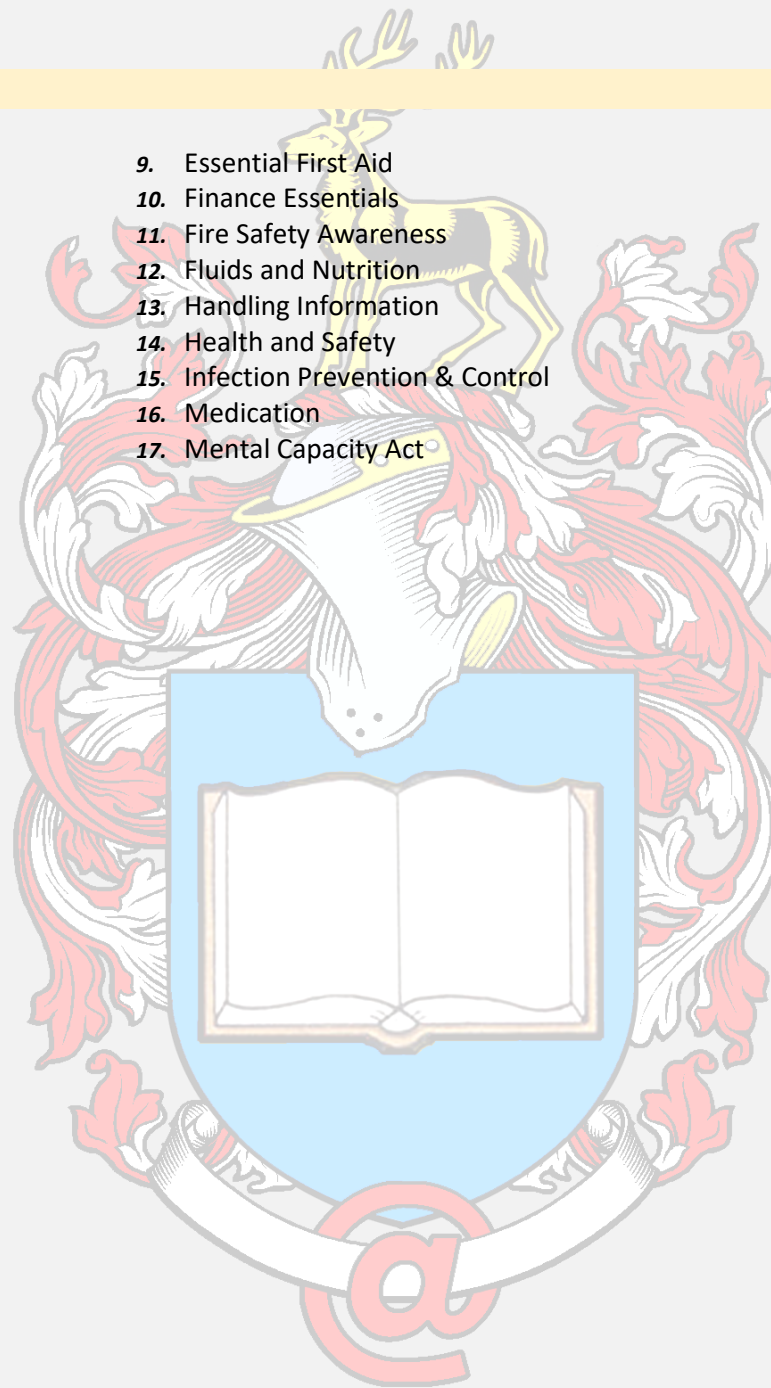 9. Essential First Aid
10. Finance Essentials
11. Fire Safety Awareness
12. Fluids and Nutrition
13. Handling Information
14. Health and Safety
15. Infection Prevention & Control
16. Medication
17. Mental Capacity Act
@